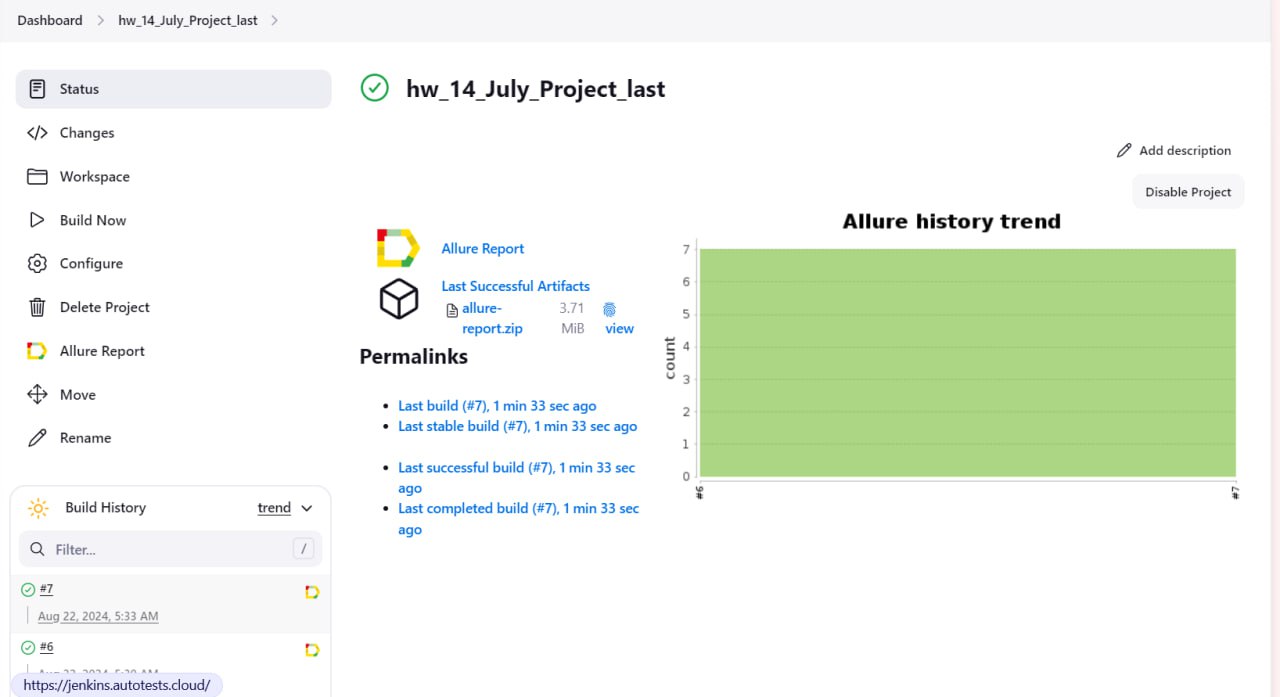 Dashboard > hw_14_July_Project_last >
Status
Changes
Workspace
Build Now
Configure
Delete Project
Allure Report
Move
Rename
Build History
trend
Filter...
/
#7
Aug 22, 2024, 5:33 AM
#6
https://jenkins.autotests.cloud/
hw_14_July_Project_last
Add description
Disable Project
Allure Report
Last Successful Artifacts
allure-
report.zip
3.71
MiB
view
Permalinks
Last build (#7), 1 min 33 sec ago
Last stable build (#7), 1 min 33 sec ago
Last successful build (#7), 1 min 33 sec
ago
Last completed build (#7), 1 min 33 sec
ago
Allure history trend
count
7
6
5
4
3
2
1
0
#6
#7